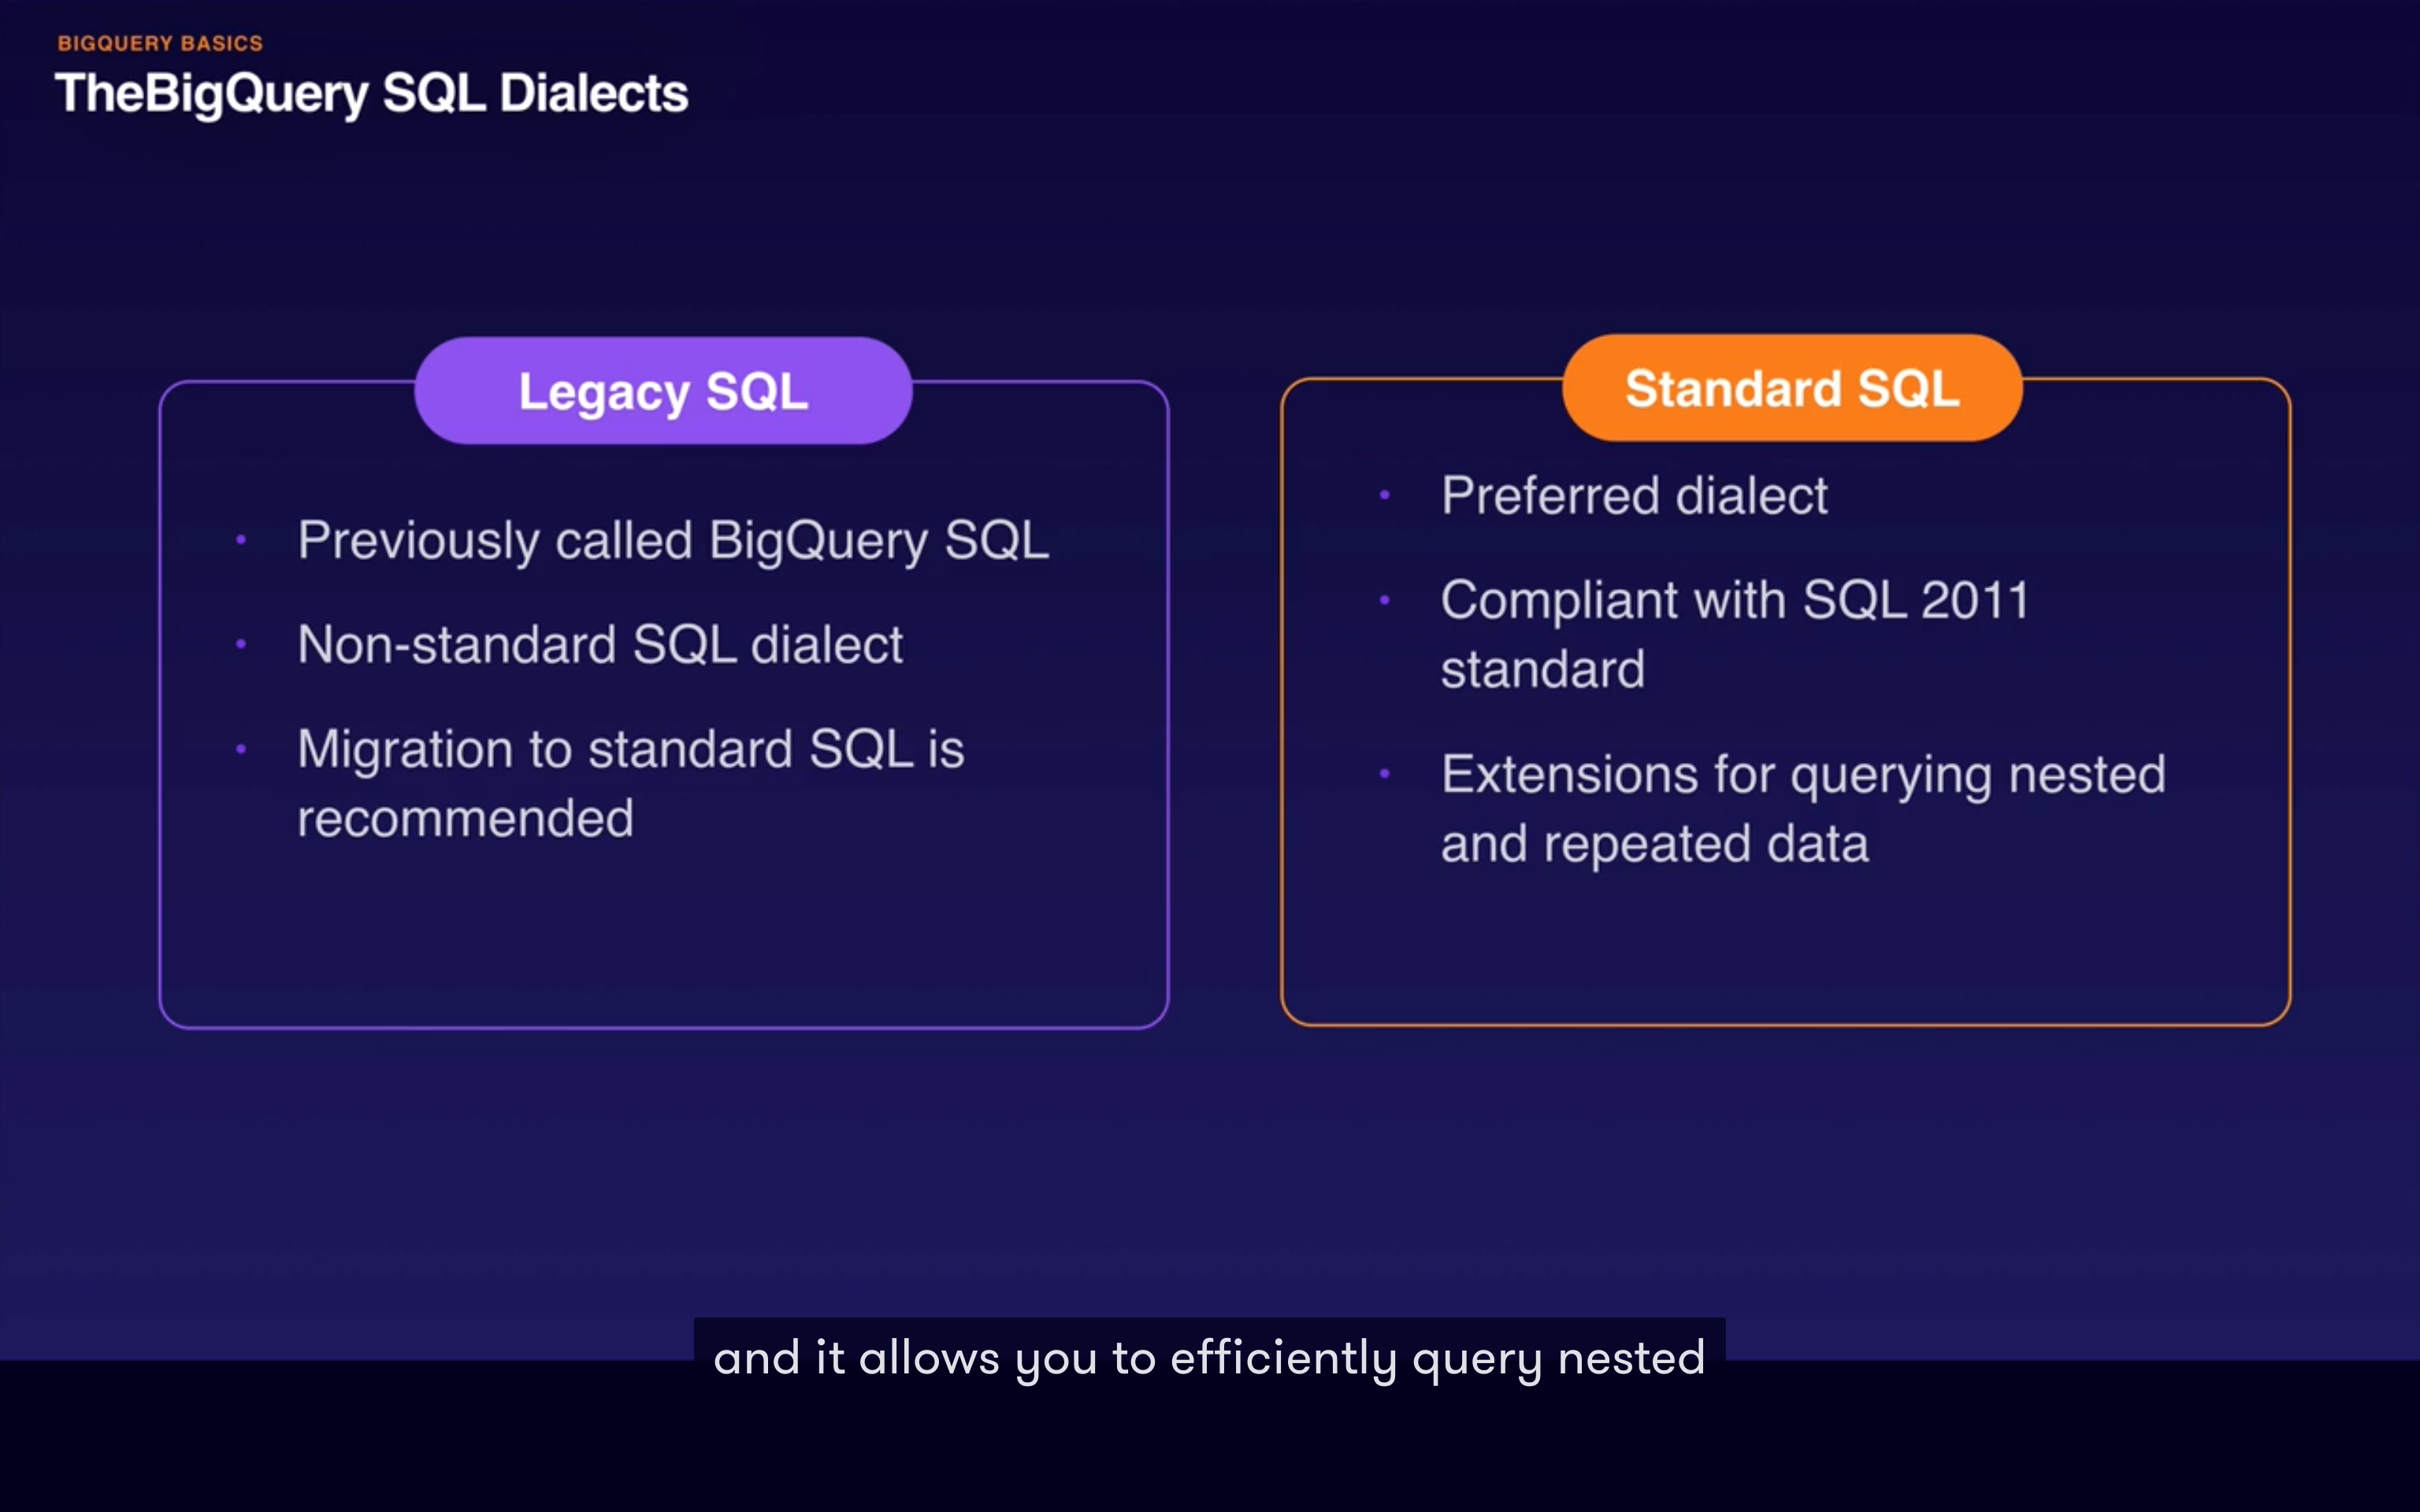 BIGQUERY BASICS
TheBigQuery SQL Dialects
Legacy SQL
• Previously called BigQuery SQL
• Non-standard SQL dialect
• Migration to standard SQL is
recommended
Standard SQL
• Preferred dialect
• Compliant with SQL 2011
standard
• Extensions for querying nested
and repeated data
and it allows you to efficiently query nested